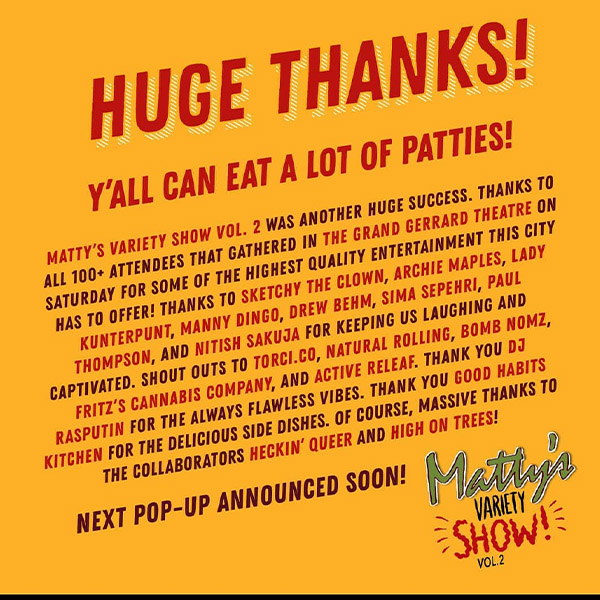 HUGE THANKS!
Y'ALL CAN EAT A LOT OF PATTIES!
MATTY'S VARIETY SHOW VOL. 2 WAS ANOTHER HUGE SUCCESS. THANKS TO
ALL 100+ ATTENDEES THAT GATHERED IN THE GRAND GERRARD THEATRE ON
SATURDAY FOR SOME OF THE HIGHEST QUALITY ENTERTAINMENT THIS CITY
HAS TO OFFER! THANKS TO SKETCHY THE CLOWN, ARCHIE MAPLES, LADY
KUNTERPUNT, MANNY DINGO, DREW BEHM, SIMA SEPEHRI, PAUL
THOMPSON, AND NITISH SAKUJA FOR KEEPING US LAUGHING AND
CAPTIVATED. SHOUT OUTS TO TORCI.CO, NATURAL ROLLING, BOMB NOMZ,
FRITZ'S CANNABIS COMPANY, AND ACTIVE RELEAF. THANK YOU DJ
RASPUTIN FOR THE ALWAYS FLAWLESS VIBES. THANK YOU GOOD HABITS
KITCHEN FOR THE DELICIOUS SIDE DISHES. OF COURSE, MASSIVE THANKS TO
THE COLLABORATORS HECKIN' QUEER AND HIGH ON TREES!
NEXT POP-UP ANNOUNCED SOON!
Matty's
VARIETY
SHOW!
VOL.2